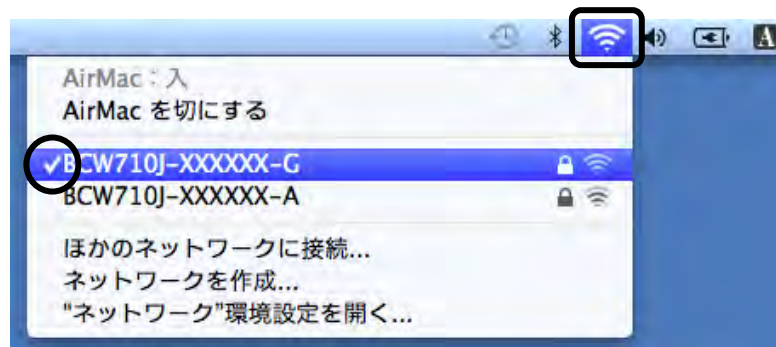 A
AirMac：入
AirMac を切にする
✓BCW710J-XXXXXX-G
BCW710J-XXXXXX-A
ほかのネットワークに接続...
ネットワークを作成...
"ネットワーク"環境設定を開く...